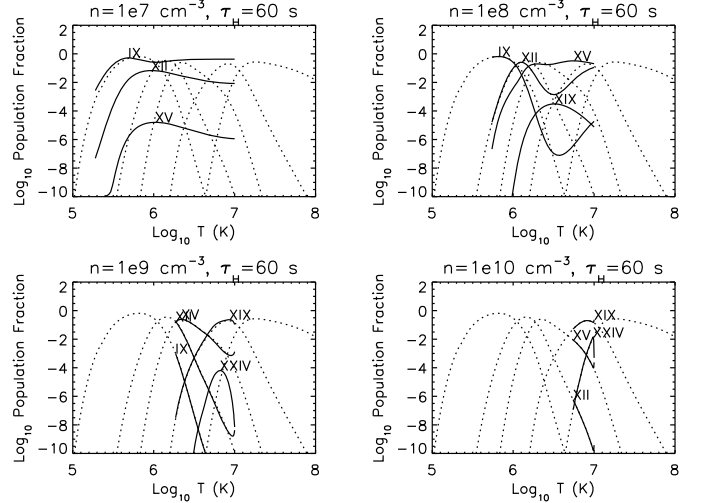 n=1e7 cm⁻³, τ_H=60 s
n=1e8 cm⁻³, τ_H=60 s
2
0
−2
−4
−6
−8
−10
Log₁₀ Population Fraction
IX
XII
XV
5 6 7 8
Log₁₀ T (K)
2
0
−2
−4
−6
−8
−10
Log₁₀ Population Fraction
IX
XII
XV
XIX
5 6 7 8
Log₁₀ T (K)
n=1e9 cm⁻³, τ_H=60 s
n=1e10 cm⁻³, τ_H=60 s
2
0
−2
−4
−6
−8
−10
Log₁₀ Population Fraction
XIX
IX
XXIV
5 6 7 8
Log₁₀ T (K)
2
0
−2
−4
−6
−8
−10
Log₁₀ Population Fraction
XIX
XV
XXIV
XII
5 6 7 8
Log₁₀ T (K)